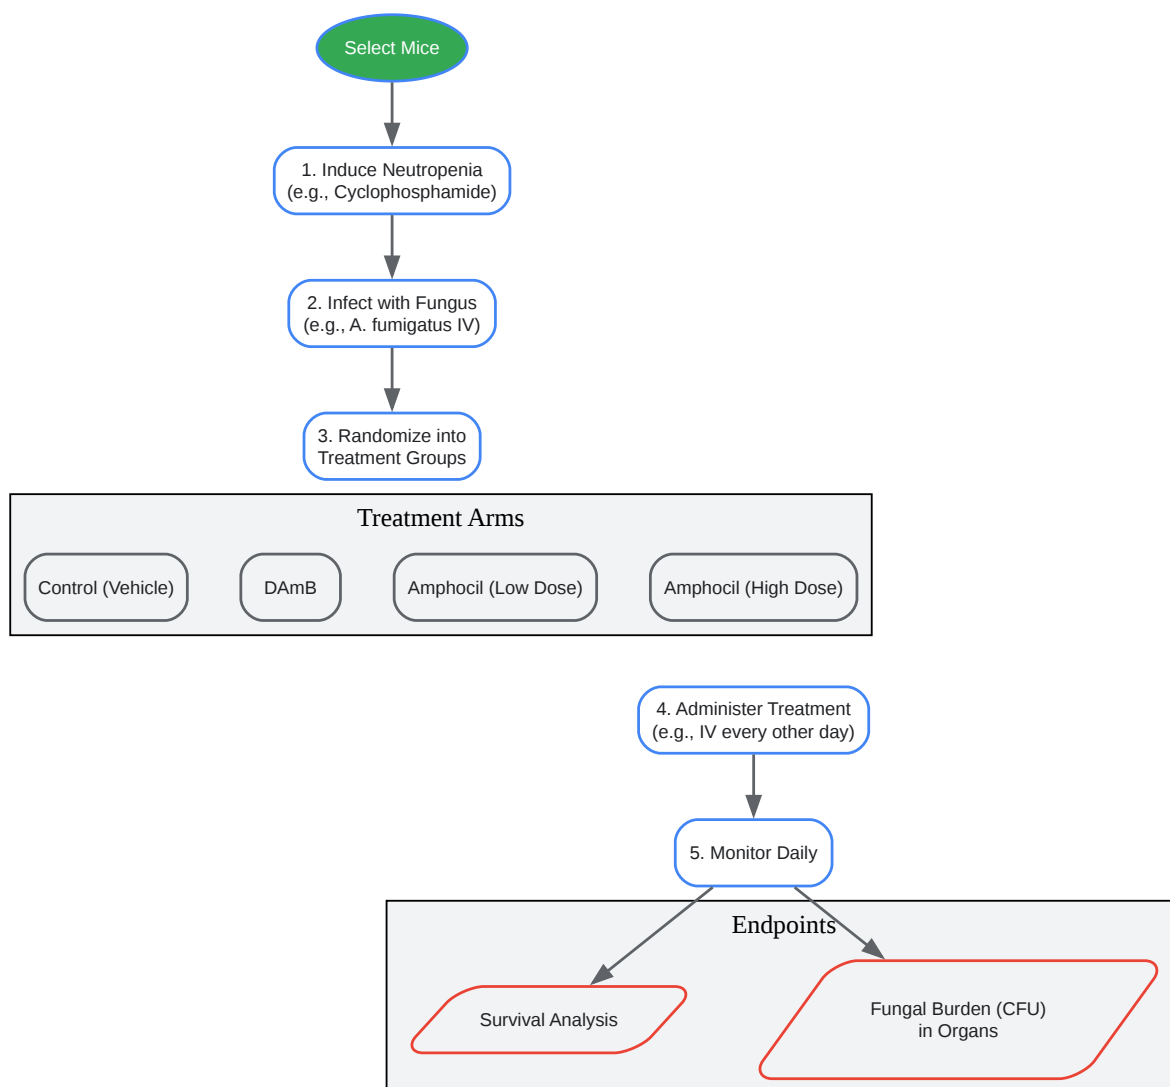 Select Mice
1. Induce Neutropenia
(e.g., Cyclophosphamide)
2. Infect with Fungus
(e.g., A. fumigatus IV)
3. Randomize into
Treatment Groups
Treatment Arms
Control (Vehicle)
DAmB
Amphocil (Low Dose)
Amphocil (High Dose)
4. Administer Treatment
(e.g., IV every other day)
5. Monitor Daily
Endpoints
Survival Analysis
Fungal Burden (CFU)
in Organs